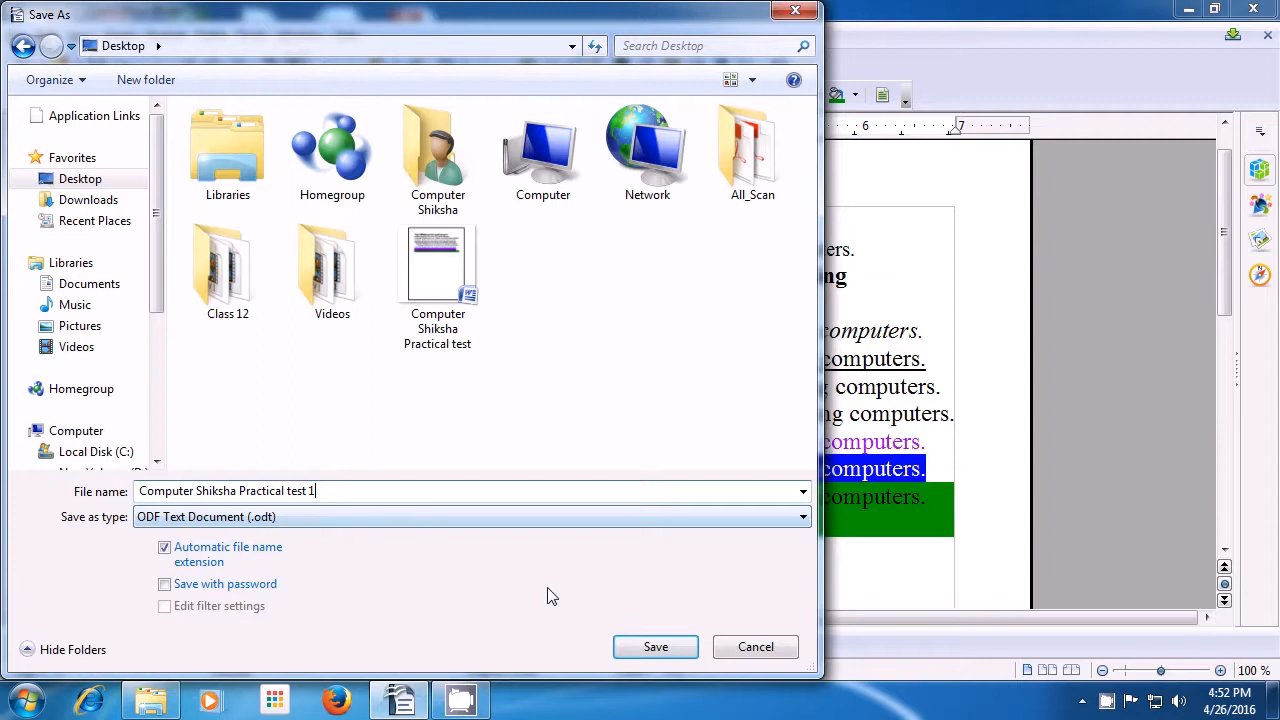 Save As
Desktop
Search Desktop
Organize
New folder
Application Links
Favorites
Desktop
Downloads
Recent Places
Libraries
Documents
Music
Pictures
Videos
Homegroup
Computer
Local Disk (C:)
Libraries
Homegroup
Computer
Shiksha
Computer
Network
All_Scan
Class 12
Videos
Computer
Shiksha
Practical test
File name:
Computer Shiksha Practical test 1
Save as type:
ODF Text Document (.odt)
Automatic file name
extension
Save with password
Edit filter settings
Hide Folders
Save
Cancel
6
7
computers.
computers.
computers.
ng computers.
computers.
computers.
computers.
100 %
4:52 PM
4/26/2016